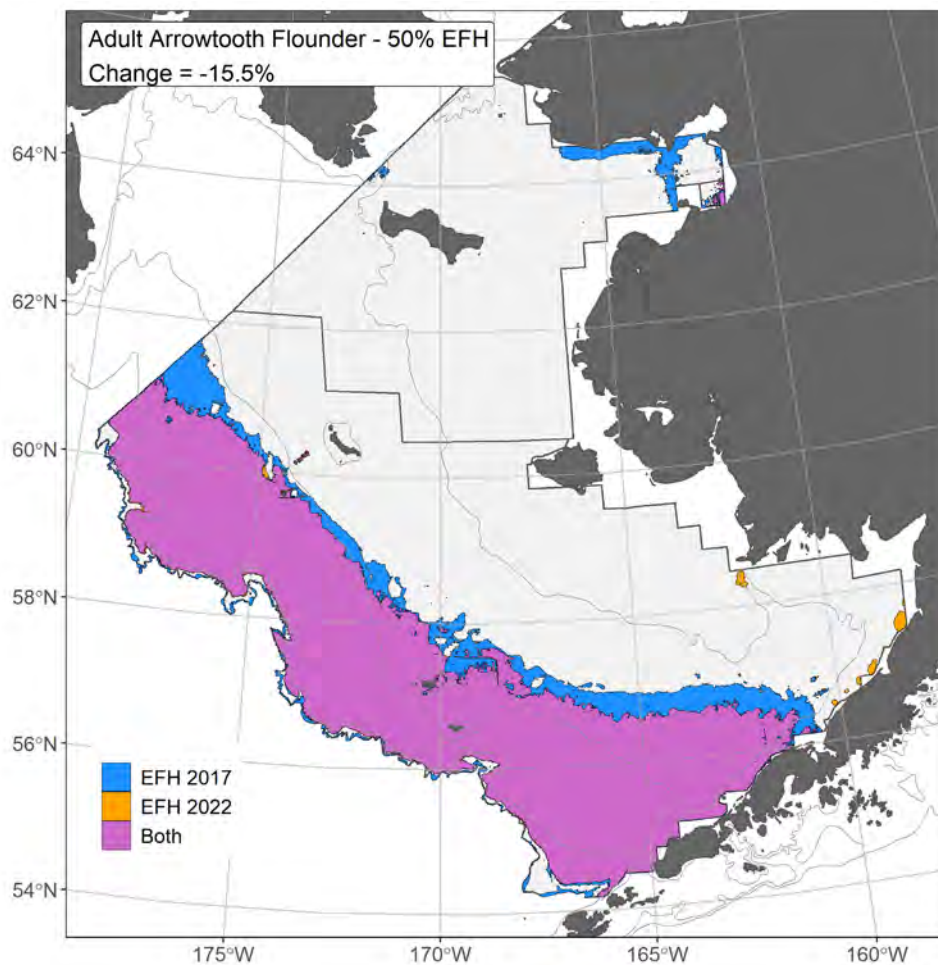 Adult Arrowtooth Flounder - 50% EFH
Change = -15.5%
64°N
62°N
60°N
58°N
56°N
54°N
EFH 2017
EFH 2022
Both
175°W
170°W
165°W
160°W